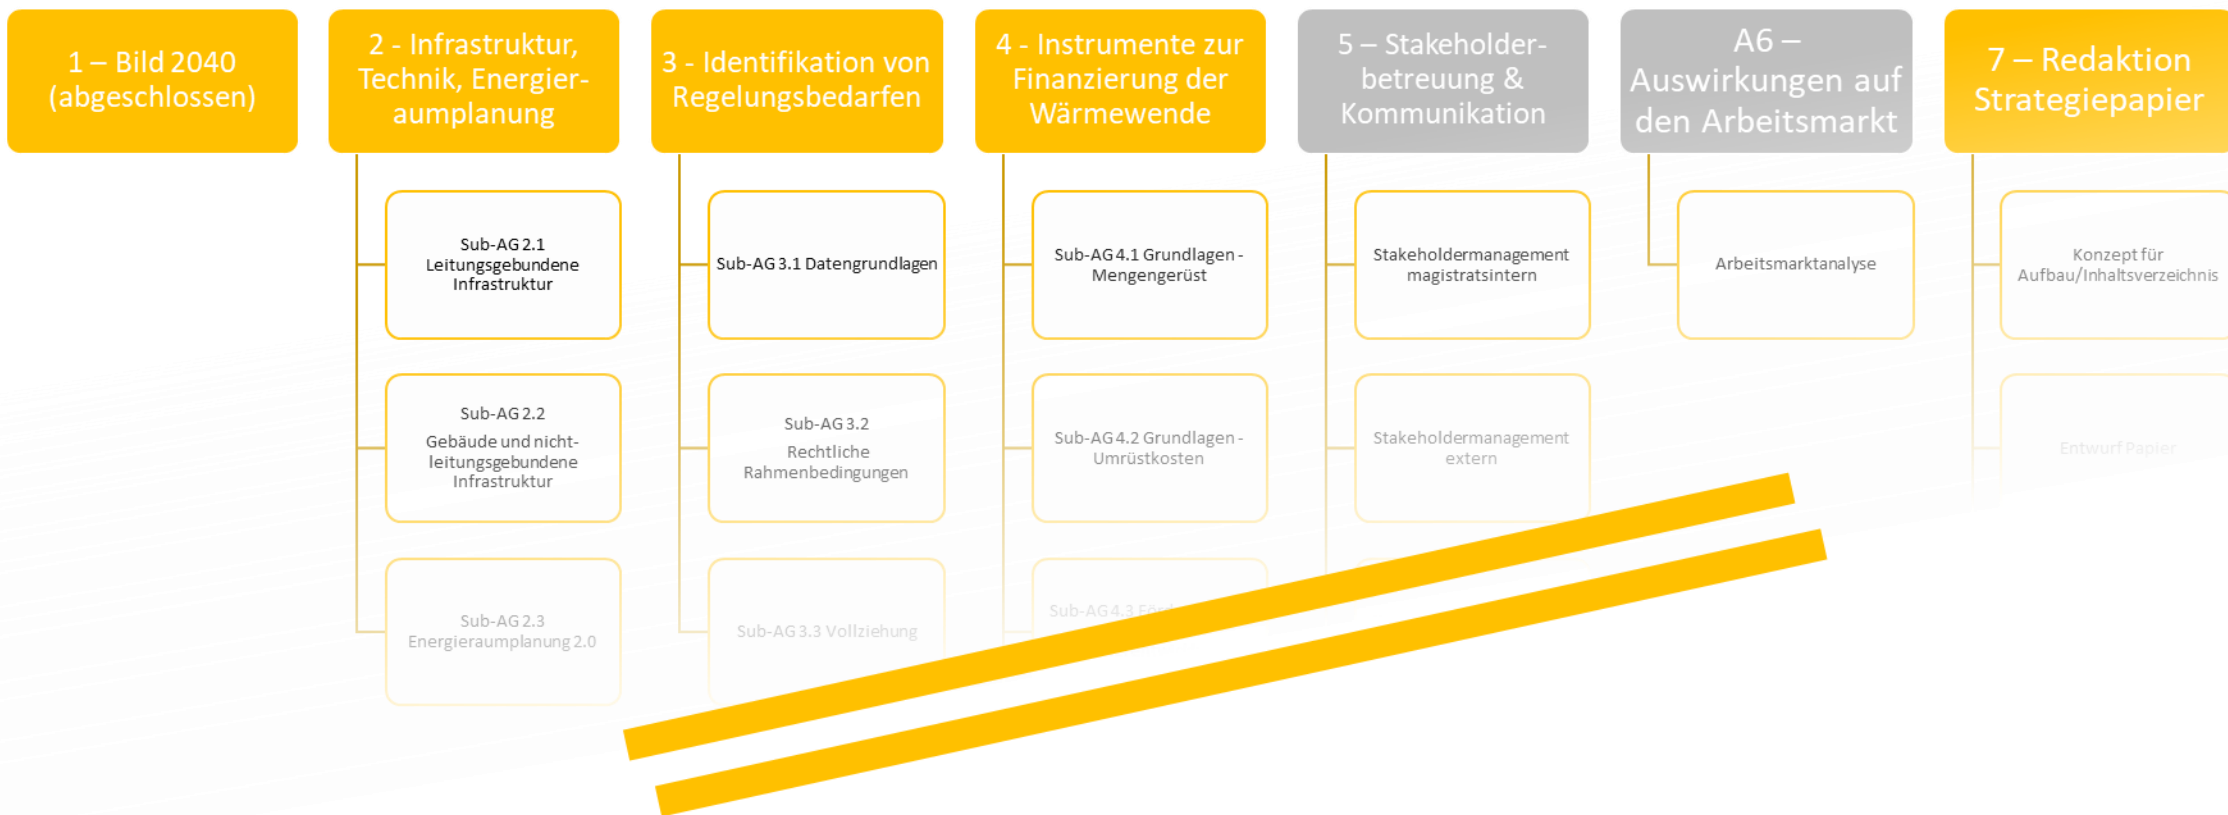 1 – Bild 2040
(abgeschlossen)
2 - Infrastruktur,
Technik, Energier-
aumplanung
Sub-AG 2.1
Leitungsgebundene
Infrastruktur
Sub-AG 2.2
Gebäude und nicht-
leitungsgebundene
Infrastruktur
Sub-AG 2.3
Energieraumplanung 2.0
3 - Identifikation von
Regelungsbedarfen
Sub-AG 3.1 Datengrundlagen
Sub-AG 3.2
Rechtliche
Rahmenbedingungen
Sub-AG 3.3 Vollziehung
4 - Instrumente zur
Finanzierung der
Wärmewende
Sub-AG 4.1 Grundlagen -
Mengengerüst
Sub-AG 4.2 Grundlagen -
Umrüstkosten
Sub-AG 4.3
5 – Stakeholder-
betreuung &
Kommunikation
Stakeholdermanagement
magistratsintern
Stakeholdermanagement
extern
A6 –
Auswirkungen auf
den Arbeitsmarkt
Arbeitsmarktanalyse
7 – Redaktion
Strategiepapier
Konzept für
Aufbau/Inhaltsverzeichnis
Entwurf Papier